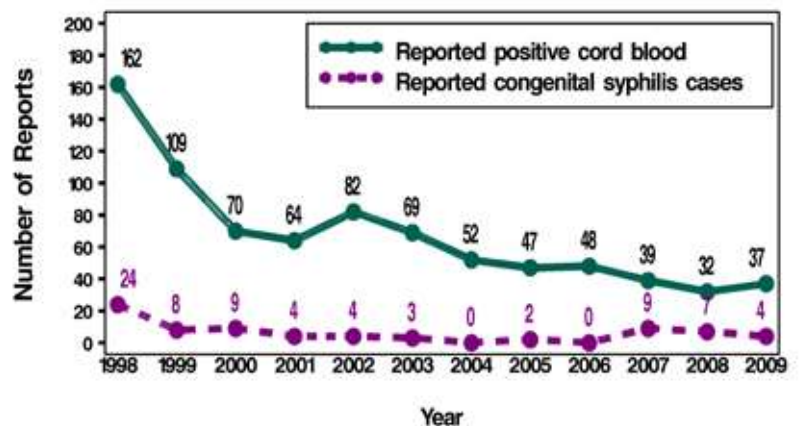 200
180
160
140
120
100
80
60
40
20
0
Number of Reports
Reported positive cord blood
Reported congenital syphilis cases
162 109 70 64 82 69 52 47 48 39 32 37
24 8 9 4 4 3 0 2 0 9 7 4
1998 1999 2000 2001 2002 2003 2004 2005 2006 2007 2008 2009
Year